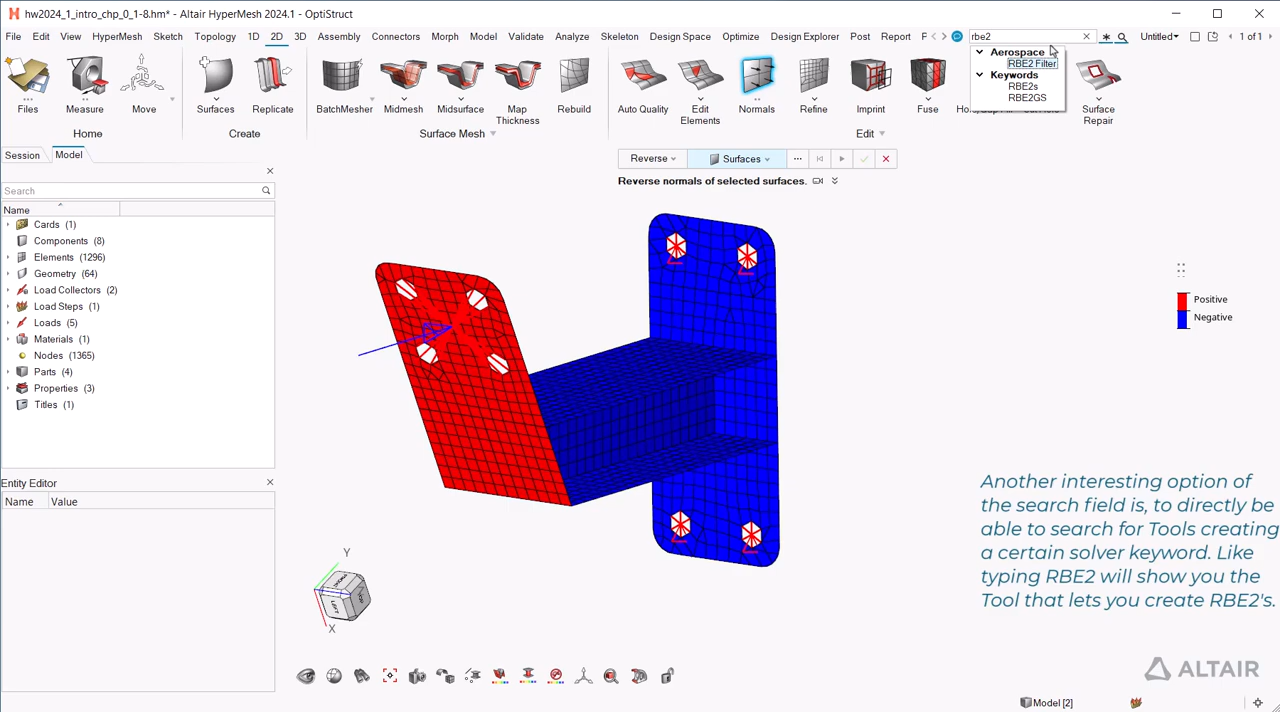 hw2024_1_intro_chp_0_1-8.hm* - Altair HyperMesh 2024.1 - OptiStruct
File Edit View HyperMesh Sketch Topology 1D 2D 3D Assembly Connectors Morph Model Validate Analyze Skeleton Design Space Optimize Design Explorer Post Report F rbe2 Untitled 1 of 1
Aerospace
RBE2 Filter
Keywords
RBE2s
RBE2GS
Files Measure Move Surfaces Replicate BatchMesher Midmesh Midsurface Map Thickness Rebuild Auto Quality Edit Elements Normals Refine Imprint Fuse Surface Repair
Home Create Surface Mesh Edit
Session Model
Reverse Surfaces
Reverse normals of selected surfaces.
Search
Name
Cards (1)
Components (8)
Elements (1296)
Geometry (64)
Load Collectors (2)
Load Steps (1)
Loads (5)
Materials (1)
Nodes (1365)
Parts (4)
Properties (3)
Titles (1)
Positive
Negative
Entity Editor
Name Value
Another interesting option of
the search field is, to directly be
able to search for Tools creating
a certain solver keyword. Like
typing RBE2 will show you the
Tool that lets you create RBE2's.
Y
LEFT
X
ALTAIR
Model [2]